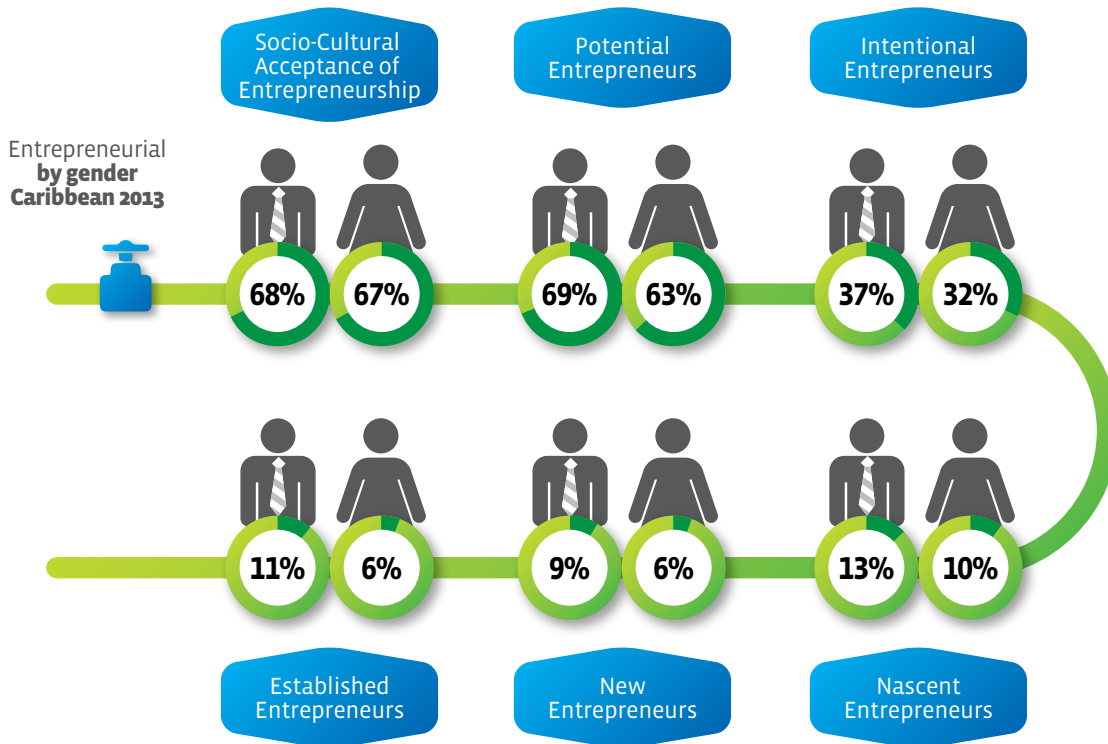 Socio-Cultural
Acceptance of
Entrepreneurship
Potential
Entrepreneurs
Intentional
Entrepreneurs
Entrepreneurial
by gender
Caribbean 2013
68%
67%
69%
63%
37%
32%
11%
6%
9%
6%
13%
10%
Established
Entrepreneurs
New
Entrepreneurs
Nascent
Entrepreneurs